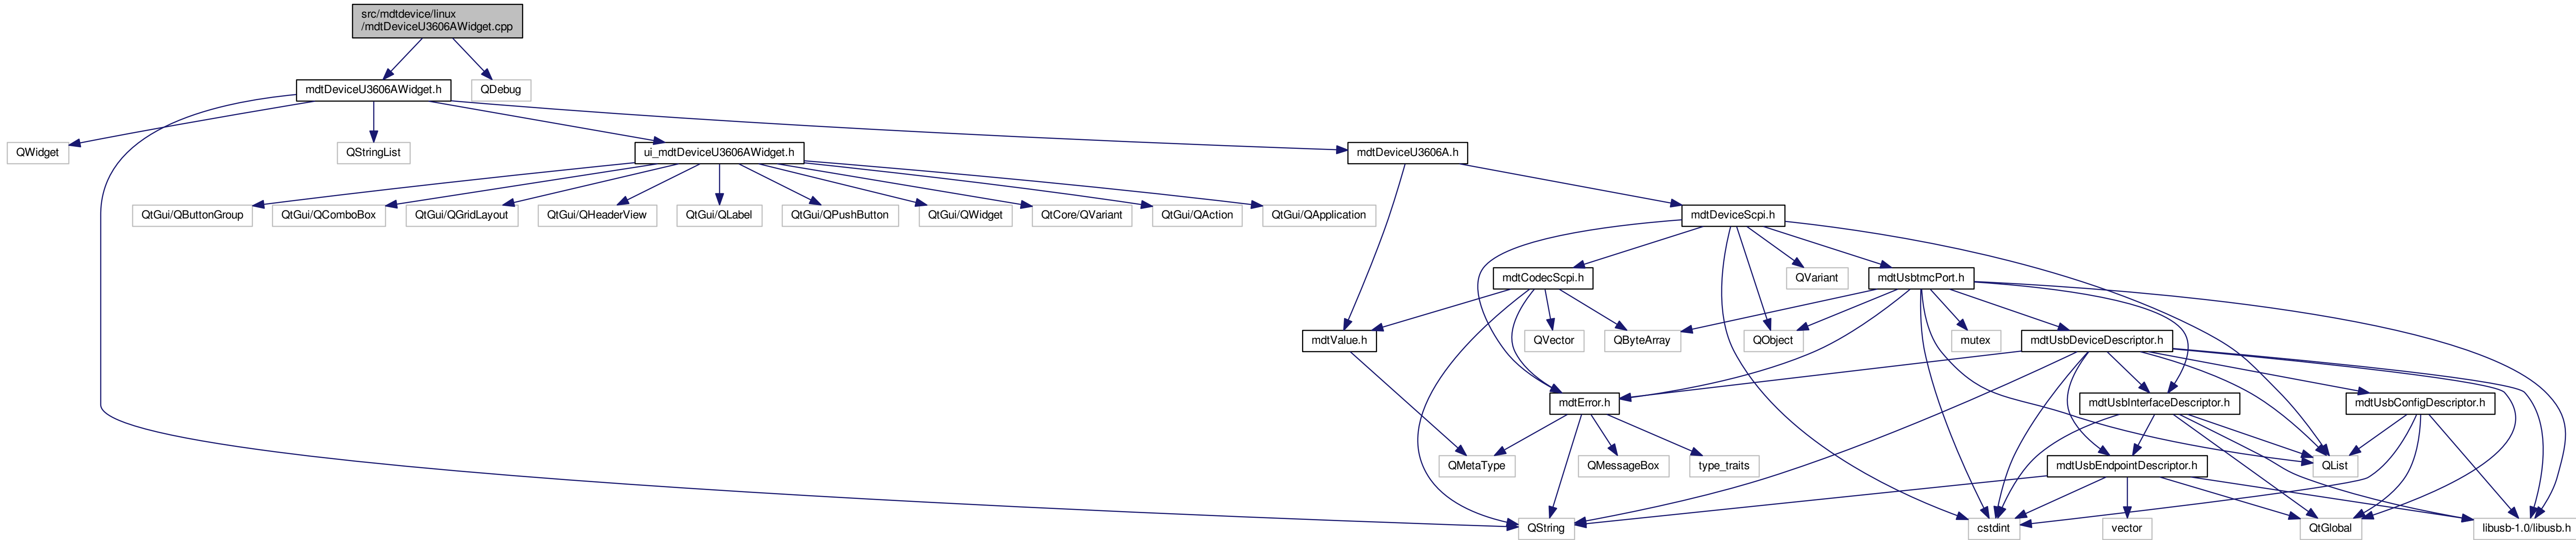 src/mdtdevice/linux
/mdtDeviceU3606AWidget.cpp
mdtDeviceU3606AWidget.h
QDebug
QWidget
QStringList
ui_mdtDeviceU3606AWidget.h
mdtDeviceU3606A.h
QtGui/QButtonGroup
QtGui/QComboBox
QtGui/QGridLayout
QtGui/QHeaderView
QtGui/QLabel
QtGui/QPushButton
QtGui/QWidget
QtCore/QVariant
QtGui/QAction
QtGui/QApplication
mdtDeviceScpi.h
mdtCodecScpi.h
QVariant
mdtUsbtmcPort.h
mdtValue.h
QVector
QByteArray
QObject
mutex
mdtUsbDeviceDescriptor.h
mdtError.h
mdtUsbInterfaceDescriptor.h
mdtUsbConfigDescriptor.h
QMetaType
QMessageBox
type_traits
mdtUsbEndpointDescriptor.h
QList
QString
cstdint
vector
QtGlobal
libusb-1.0/libusb.h